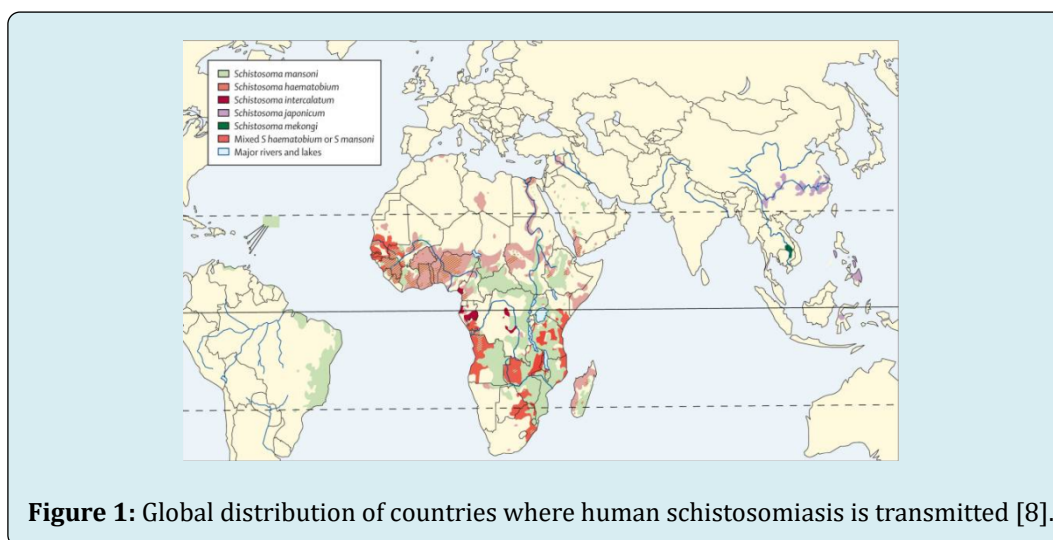 Schistosoma mansoni
Schistosoma haematobium
Schistosoma intercalatum
Schistosoma japonicum
Schistosoma mekongi
Mixed S haematobium or S mansoni
Major rivers and lakes
Figure 1: Global distribution of countries where human schistosomiasis is transmitted [8].